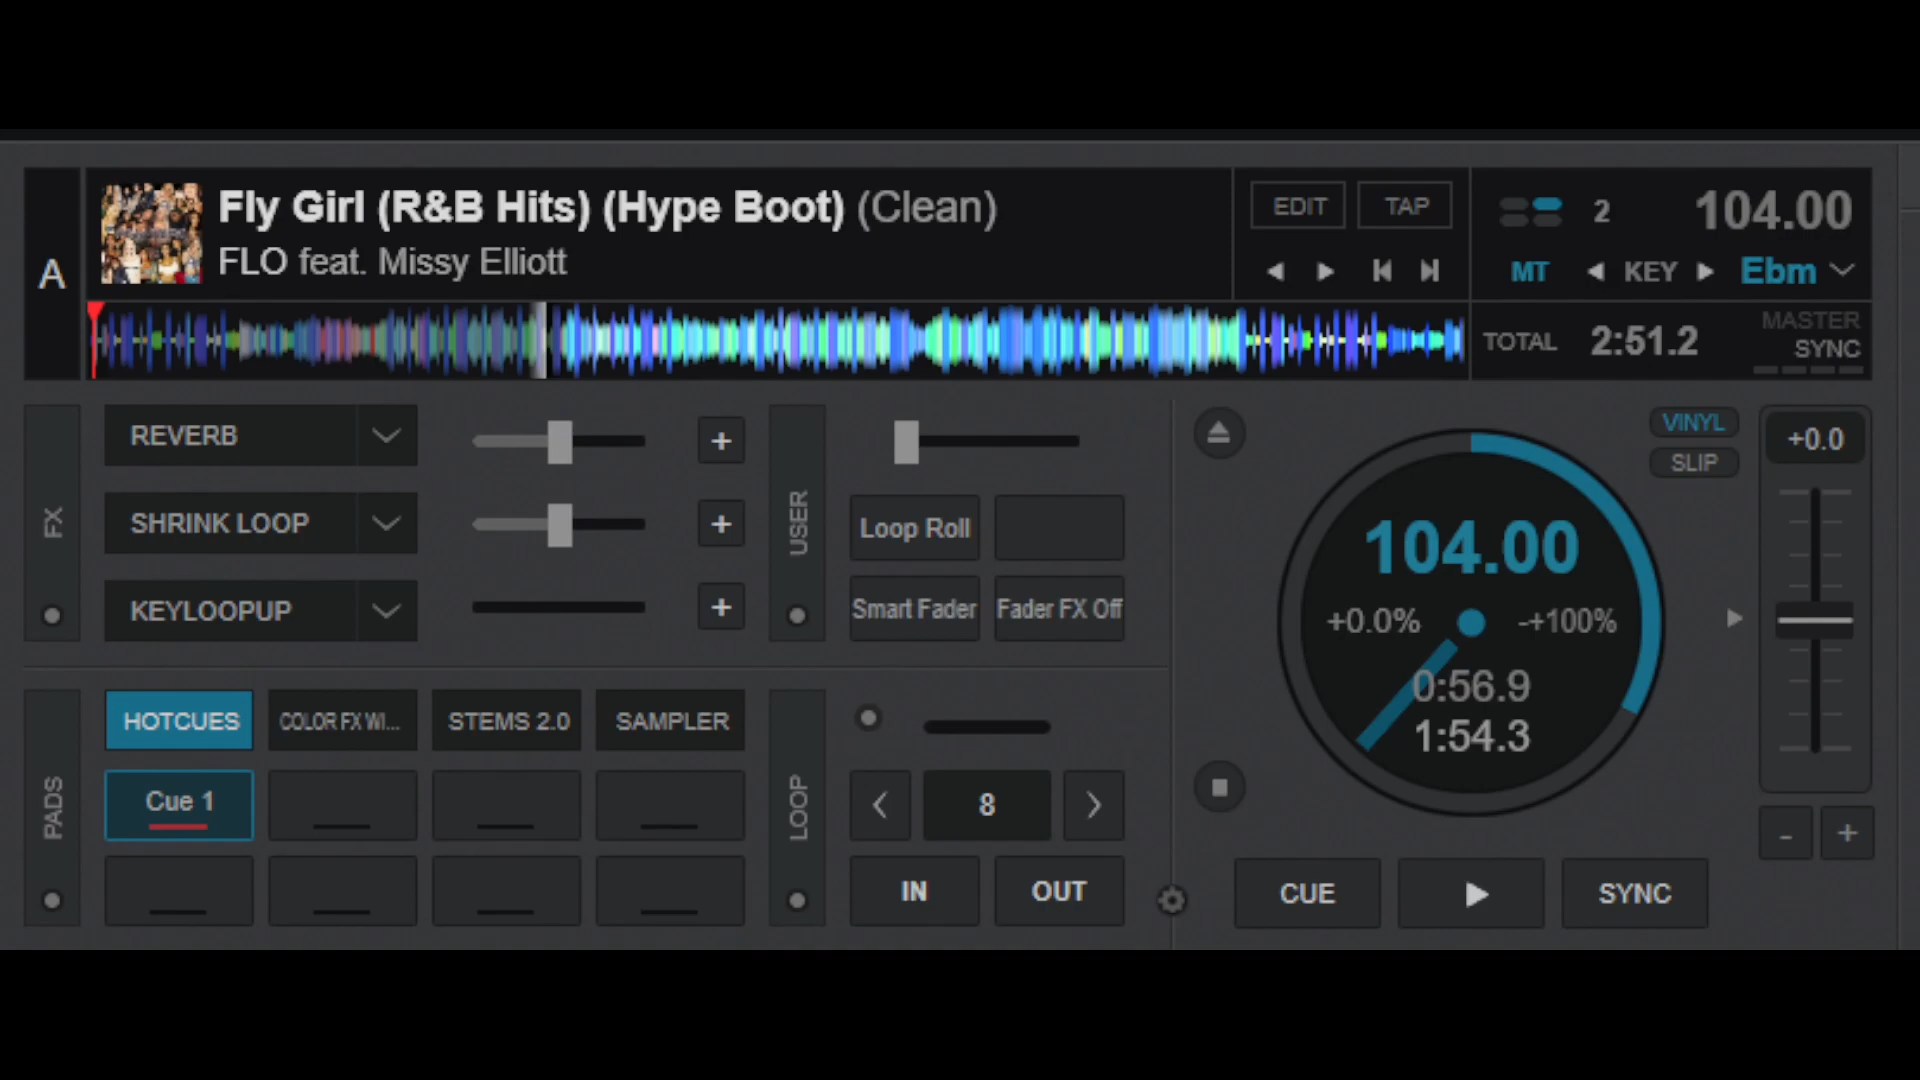 A
Fly Girl (R&B Hits) (Hype Boot) (Clean)
FLO feat. Missy Elliott
EDIT TAP
2 104.00
MT KEY Ebm
TOTAL 2:51.2
MASTER
SYNC
FX
REVERB
SHRINK LOOP
KEYLOOPUP
+
+
+
USER
Loop Roll
Smart Fader Fader FX Off
PADS
HOTCUES COLOR FX WI... STEMS 2.0 SAMPLER
Cue 1
LOOP
8
IN OUT
VINYL
SLIP
+0.0
104.00
+0.0% -+100%
0:56.9
1:54.3
- +
CUE SYNC